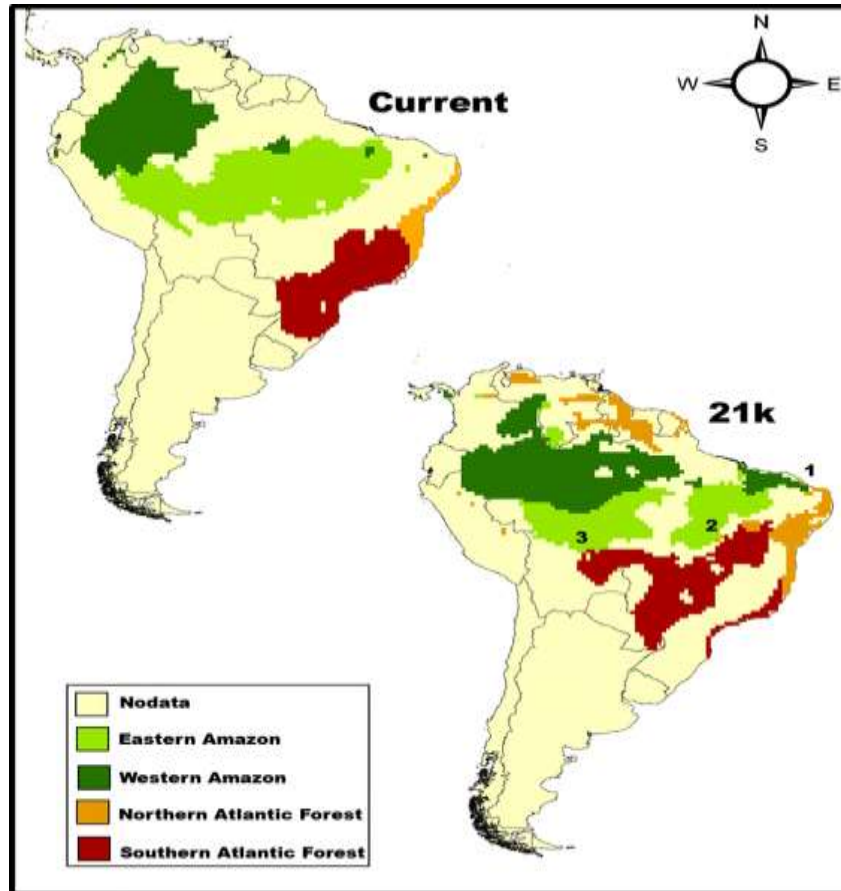 N
W E
S
Current
21k
1
2
3
Nodata
Eastern Amazon
Western Amazon
Northern Atlantic Forest
Southern Atlantic Forest